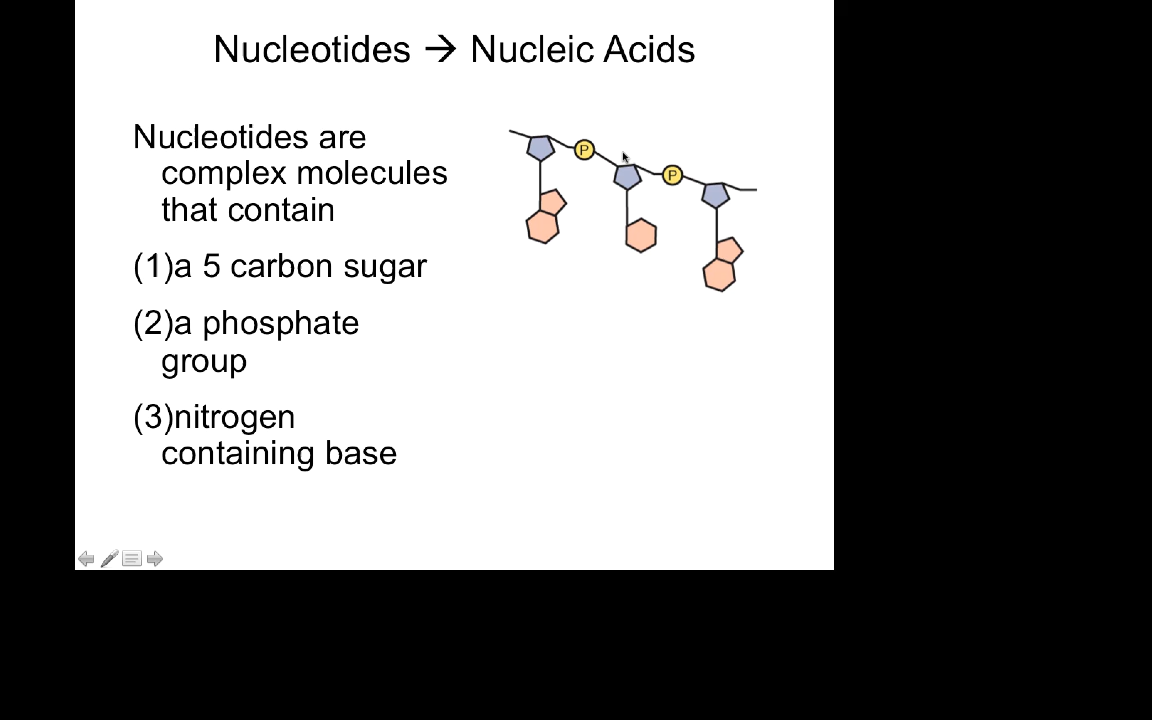 Nucleotides → Nucleic Acids
Nucleotides are
complex molecules
that contain
(1)a 5 carbon sugar
(2)a phosphate
group
(3)nitrogen
containing base
P
P